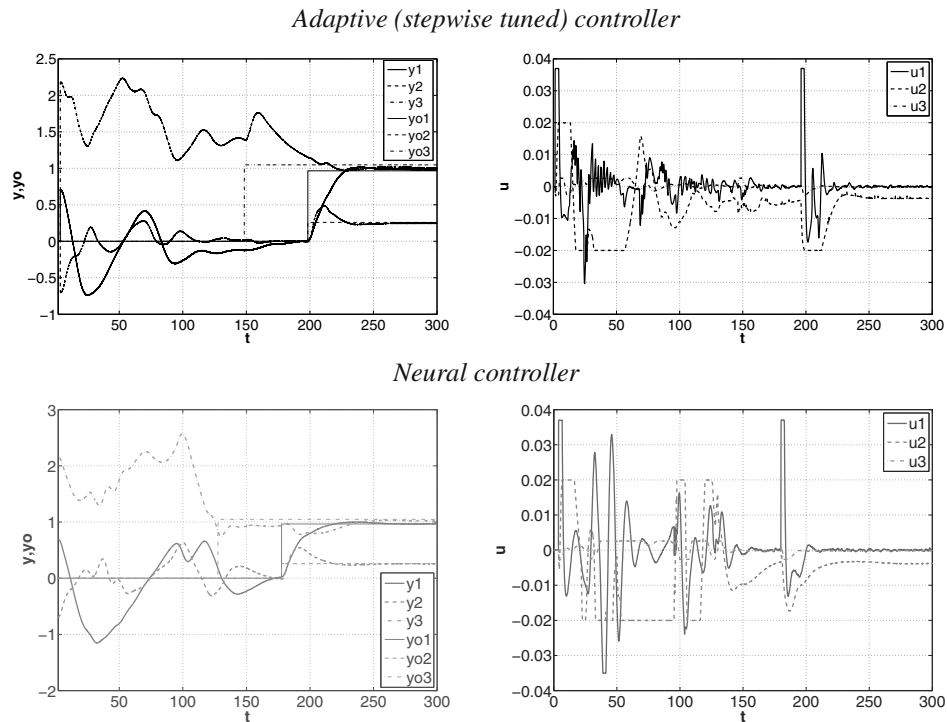 Adaptive (stepwise tuned) controller
2.5
2
1.5
1
0.5
0
−0.5
−1
y,yo
50 100 150 200 250 300
t
y1
y2
y3
yo1
yo2
yo3
0.04
0.03
0.02
0.01
0
−0.01
−0.02
−0.03
−0.04
u
0 50 100 150 200 250 300
t
u1
u2
u3
Neural controller
3
2
1
0
−1
−2
y,yo
50 100 150 200 250 300
t
y1
y2
y3
yo1
yo2
yo3
0.04
0.03
0.02
0.01
0
−0.01
−0.02
−0.03
−0.04
u
0 50 100 150 200 250 300
t
u1
u2
u3